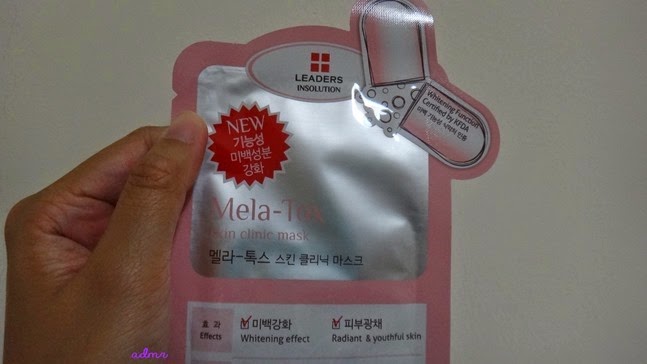 LEADERS
INSOLUTION
Whitening Function
Certified by KFDA
NEW
기능성
미백성분
강화
Mela-Tox
skin clinic mask
멜라-톡스 스킨 클리닉 마스크
효과
Effects
미백강화
Whitening effect
피부광채
Radiant & youthful skin
admr